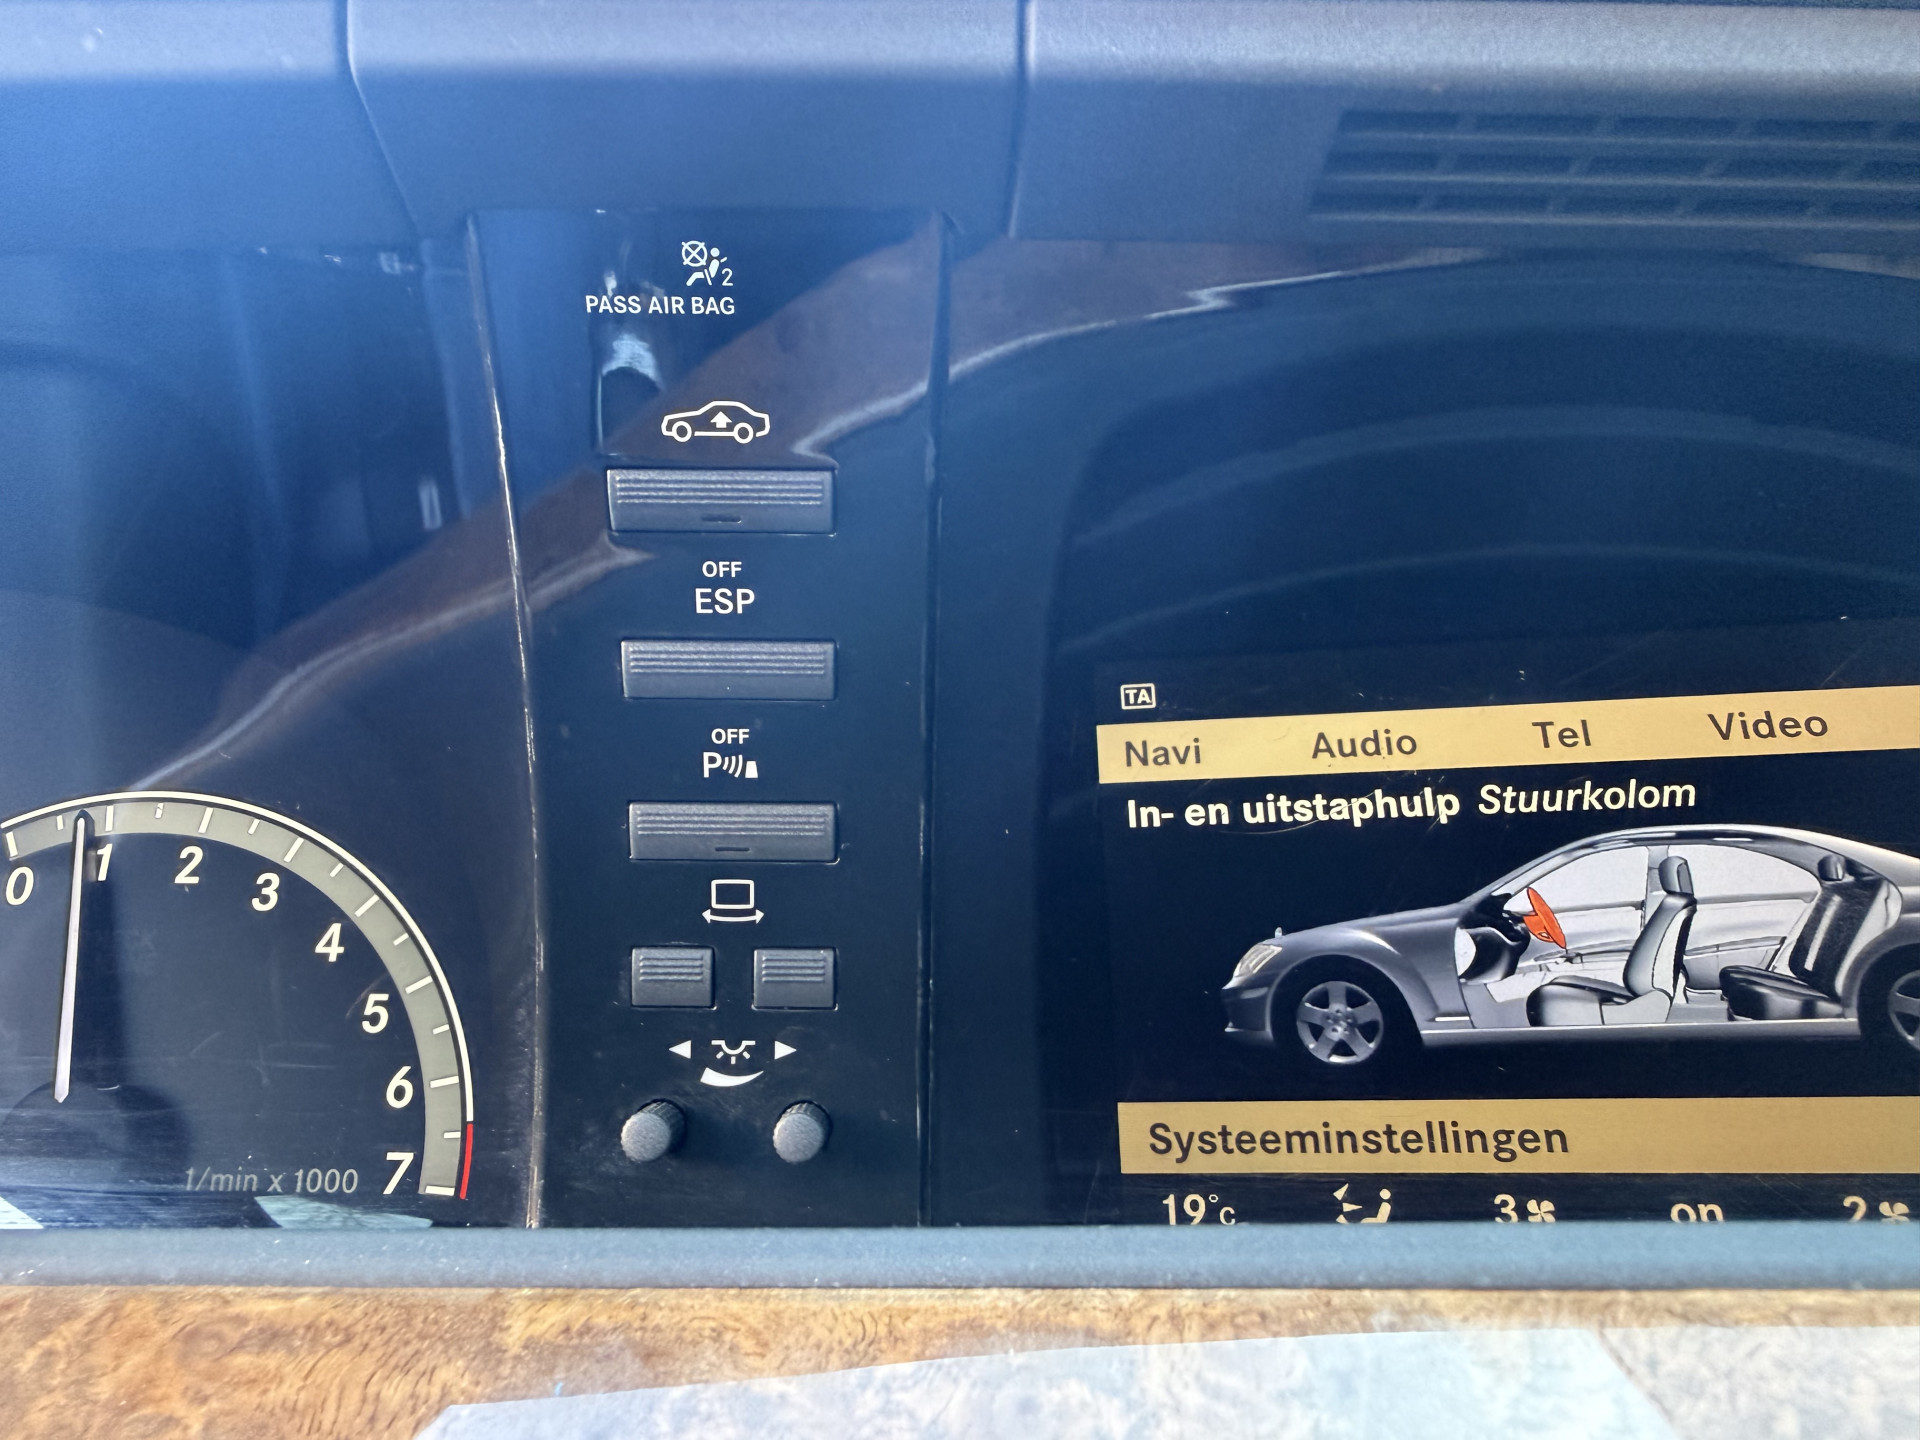 2
PASS AIR BAG
OFF
ESP
OFF
P
0 1 2 3 4 5 6 7
1/min x 1000
TA
Navi Audio Tel Video
In- en uitstaphulp Stuurkolom
Systeeminstellingen
19°C 3 on 2